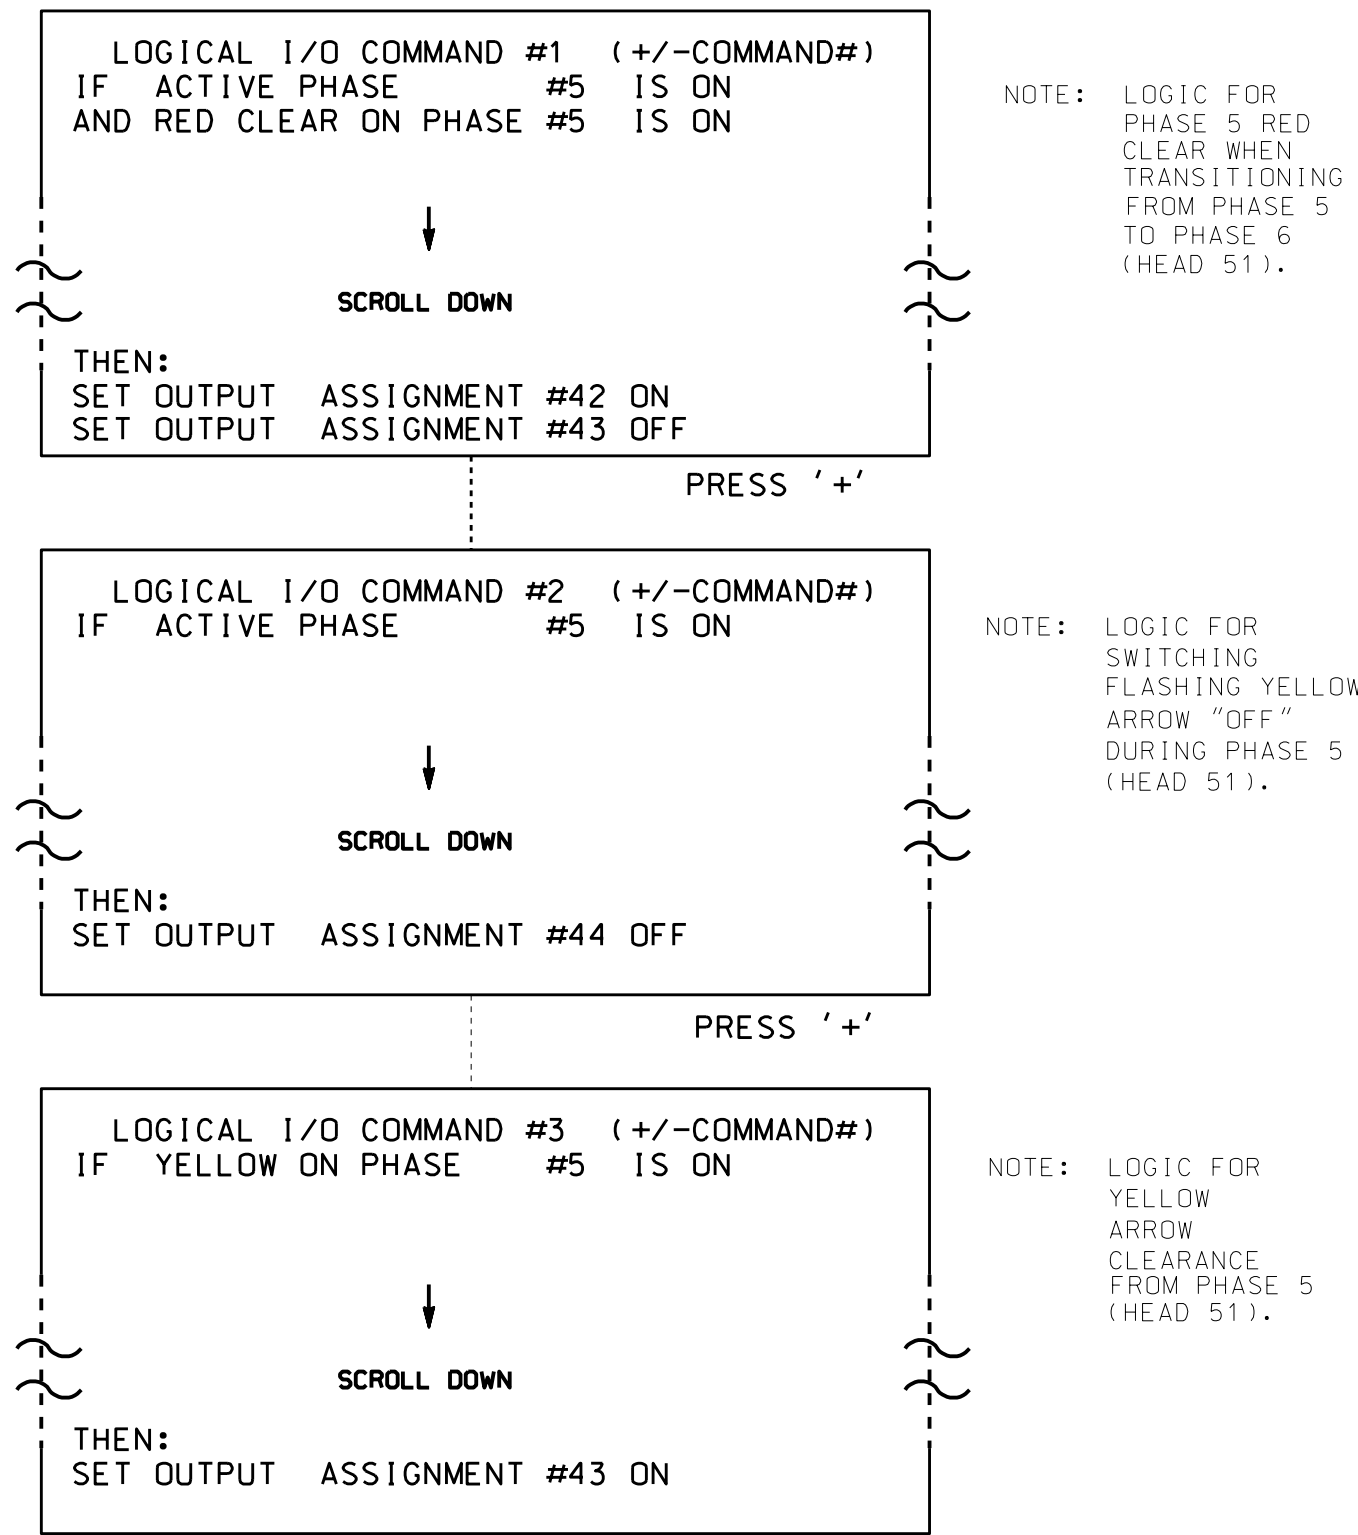 LOGICAL I/O COMMAND #1 (+/-COMMAND#)
IF ACTIVE PHASE #5 IS ON
AND RED CLEAR ON PHASE #5 IS ON
SCROLL DOWN
THEN:
SET OUTPUT ASSIGNMENT #42 ON
SET OUTPUT ASSIGNMENT #43 OFF
NOTE: LOGIC FOR
PHASE 5 RED
CLEAR WHEN
TRANSITIONING
FROM PHASE 5
TO PHASE 6
(HEAD 51).
PRESS '+'
LOGICAL I/O COMMAND #2 (+/-COMMAND#)
IF ACTIVE PHASE #5 IS ON
SCROLL DOWN
THEN:
SET OUTPUT ASSIGNMENT #44 OFF
NOTE: LOGIC FOR
SWITCHING
FLASHING YELLOW
ARROW "OFF"
DURING PHASE 5
(HEAD 51).
PRESS '+'
LOGICAL I/O COMMAND #3 (+/-COMMAND#)
IF YELLOW ON PHASE #5 IS ON
SCROLL DOWN
THEN:
SET OUTPUT ASSIGNMENT #43 ON
NOTE: LOGIC FOR
YELLOW
ARROW
CLEARANCE
FROM PHASE 5
(HEAD 51).